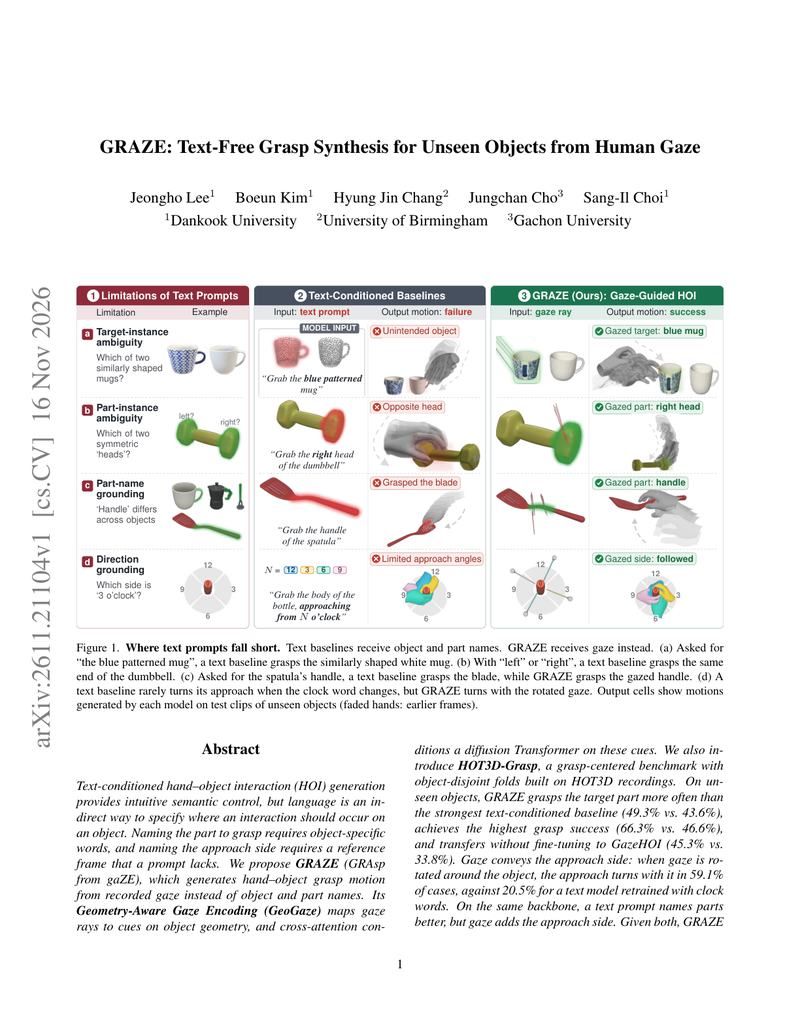 GRAZE: Text-Free Grasp Synthesis for Unseen Objects from Human Gaze
Jeongho Lee¹ Boeun Kim¹ Hyung Jin Chang² Jungchan Cho³ Sang-Il Choi¹
¹Dankook University ²University of Birmingham ³Gachon University
arXiv:2611.21104v1 [cs.CV] 16 Nov 2026
1 Limitations of Text Prompts
Limitation Example
a Target-instance
ambiguity
Which of two
similarly shaped
mugs?
b Part-instance
ambiguity
Which of two
symmetric
'heads'?
left?
right?
c Part-name
grounding
'Handle' differs
across objects
d Direction
grounding
Which side is
'3 o'clock'?
12
9 3
6
2 Text-Conditioned Baselines
Input: text prompt Output motion: failure
MODEL INPUT
"Grab the blue patterned
mug"
Unintended object
"Grab the right head
of the dumbbell"
Opposite head
"Grab the handle
of the spatula"
Grasped the blade
N = 12 3 6 9
"Grab the body of the
bottle, approaching
from N o'clock"
Limited approach angles
12
9 3
6
3 GRAZE (Ours): Gaze-Guided HOI
Input: gaze ray Output motion: success
Gazed target: blue mug
Gazed part: right head
Gazed part: handle
Gazed side: followed
12
9 3
6
12
9 3
6
Figure 1. Where text prompts fall short. Text baselines receive object and part names. GRAZE receives gaze instead. (a) Asked for
"the blue patterned mug", a text baseline grasps the similarly shaped white mug. (b) With "left" or "right", a text baseline grasps the same
end of the dumbbell. (c) Asked for the spatula's handle, a text baseline grasps the blade, while GRAZE grasps the gazed handle. (d) A
text baseline rarely turns its approach when the clock word changes, but GRAZE turns with the rotated gaze. Output cells show motions
generated by each model on test clips of unseen objects (faded hands: earlier frames).
Abstract
Text-conditioned hand–object interaction (HOI) generation
provides intuitive semantic control, but language is an in-
direct way to specify where an interaction should occur on
an object. Naming the part to grasp requires object-specific
words, and naming the approach side requires a reference
frame that a prompt lacks. We propose GRAZE (GRAsp
from gaZE), which generates hand–object grasp motion
from recorded gaze instead of object and part names. Its
Geometry-Aware Gaze Encoding (GeoGaze) maps gaze
rays to cues on object geometry, and cross-attention con-
ditions a diffusion Transformer on these cues. We also in-
troduce HOT3D-Grasp, a grasp-centered benchmark with
object-disjoint folds built on HOT3D recordings. On un-
seen objects, GRAZE grasps the target part more often than
the strongest text-conditioned baseline (49.3% vs. 43.6%),
achieves the highest grasp success (66.3% vs. 46.6%),
and transfers without fine-tuning to GazeHOI (45.3% vs.
33.8%). Gaze conveys the approach side: when gaze is ro-
tated around the object, the approach turns with it in 59.1%
of cases, against 20.5% for a text model retrained with clock
words. On the same backbone, a text prompt names parts
better, but gaze adds the approach side. Given both, GRAZE
1